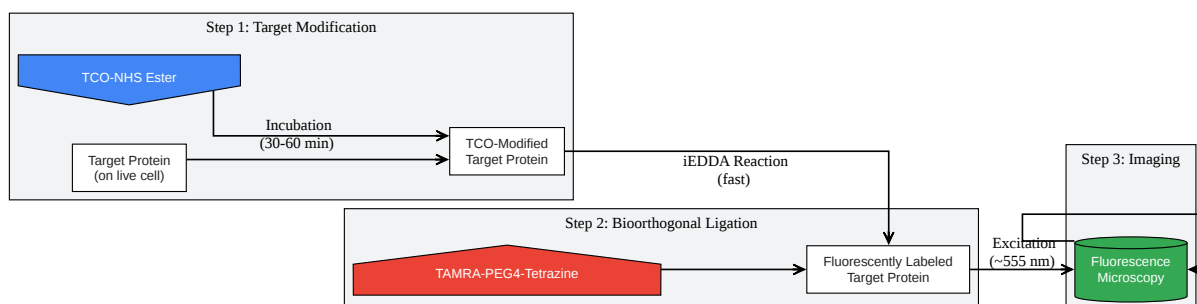 Step 1: Target Modification
TCO-NHS Ester
Incubation
(30-60 min)
Target Protein
(on live cell)
TCO-Modified
Target Protein
iEDDA Reaction
(fast)
Step 2: Bioorthogonal Ligation
TAMRA-PEG4-Tetrazine
Fluorescently Labeled
Target Protein
Excitation
(~555 nm)
Step 3: Imaging
Fluorescence
Microscopy